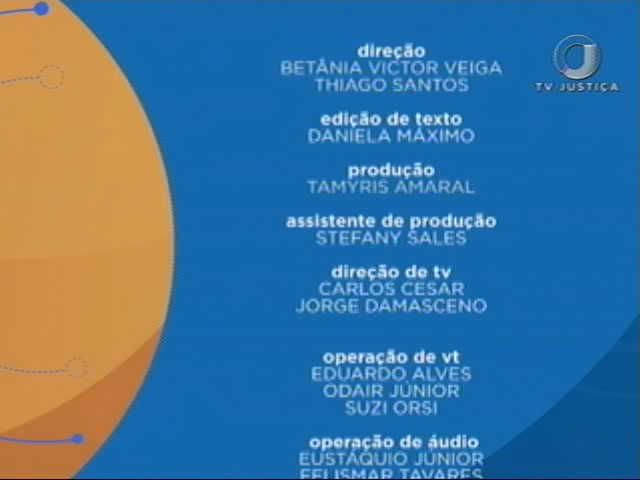 direção
BETÂNIA VICTOR VEIGA
THIAGO SANTOS
TV JUSTIÇA
edição de texto
DANIELA MÁXIMO
produção
TAMYRIS AMARAL
assistente de produção
STEFANY SALES
direção de tv
CARLOS CESAR
JORGE DAMASCENO
operação de vt
EDUARDO ALVES
ODAIR JÚNIOR
SUZI ORSI
operação de áudio
EUSTÁQUIO JÚNIOR
FELISMAR TAVARES